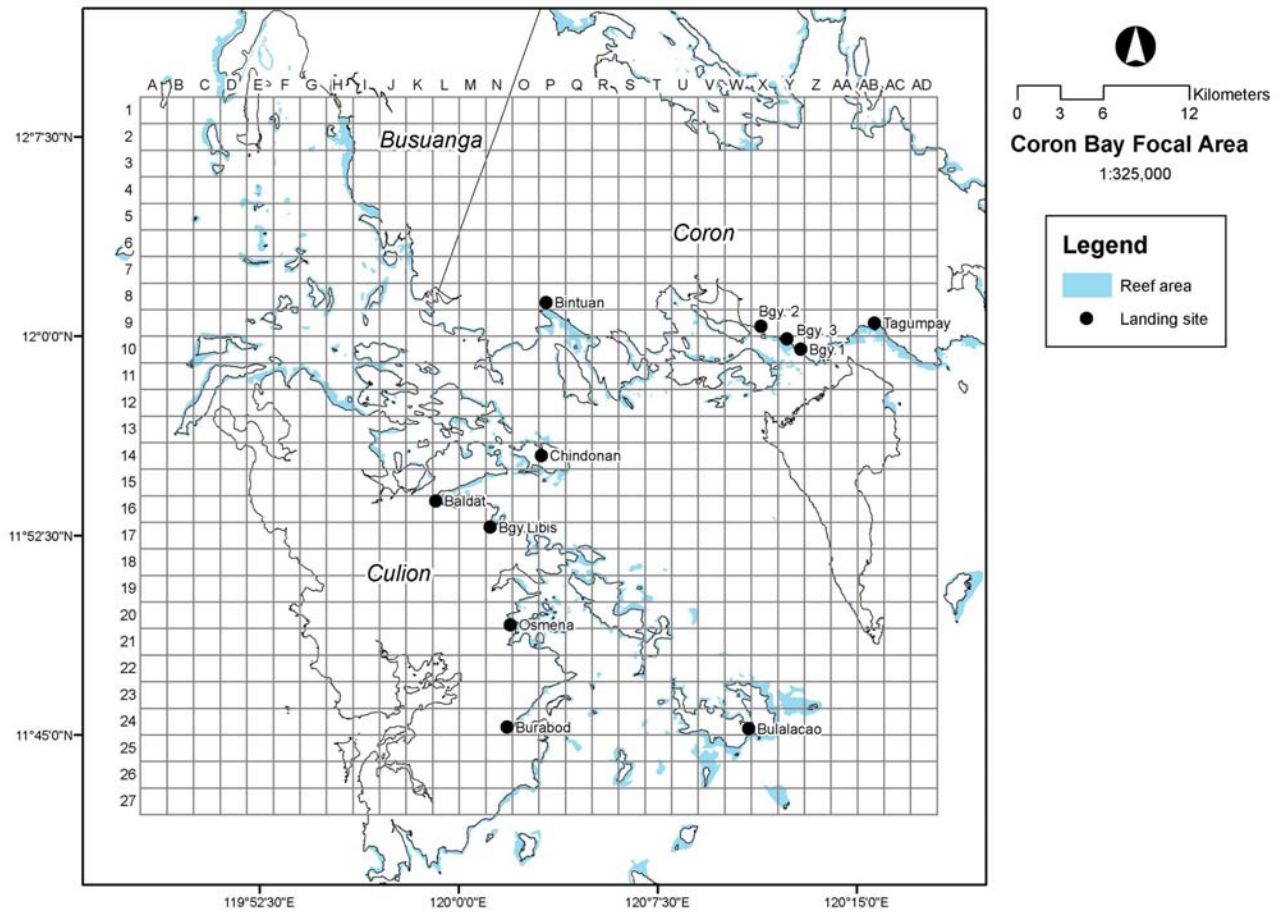 A B C D E F G H I J K L M N O P Q R S T U V W X Y Z AA AB AC AD
1
12°7'30"N
2
Busuanga
3
4
5
6
Coron
7
8
Bintuan
Bgy. 2
9
Tagumpay
Bgy. 3
12°0'0"N
10
Bgy.1
11
12
13
14
Chindonan
15
16
Baldat
17
Bgy.Libis
11°52'30"N
18
Culion
19
20
Osmena
21
22
23
24
Burabod
Bulalacao
11°45'0"N
25
26
27
119°52'30"E 120°0'0"E 120°7'30"E 120°15'0"E
Kilometers
0 3 6 12
Coron Bay Focal Area
1:325,000
Legend
Reef area
Landing site